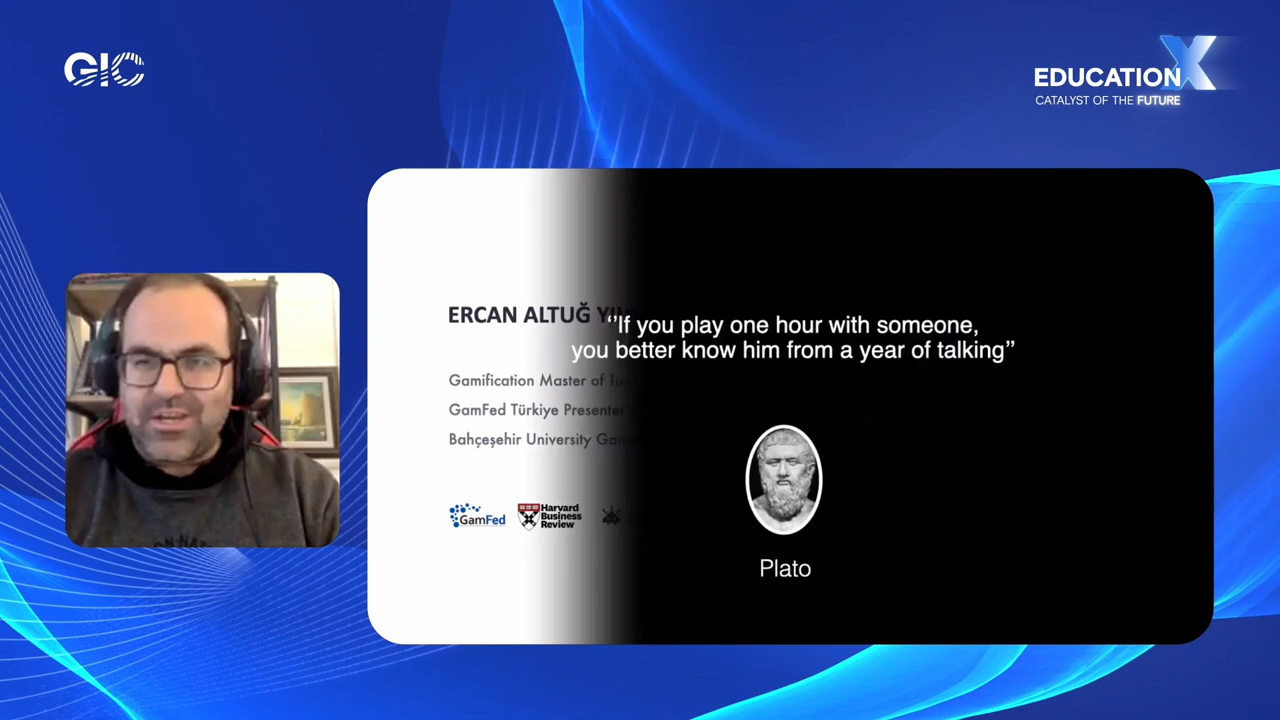 GIC
EDUCATION X
CATALYST OF THE FUTURE
ERCAN ALTUĞ
‘’If you play one hour with someone,
you better know him from a year of talking’’
Gamification Master of
GamFed Türkiye Presenter
Bahçeşehir University
GamFed
Harvard
Business
Review
Plato